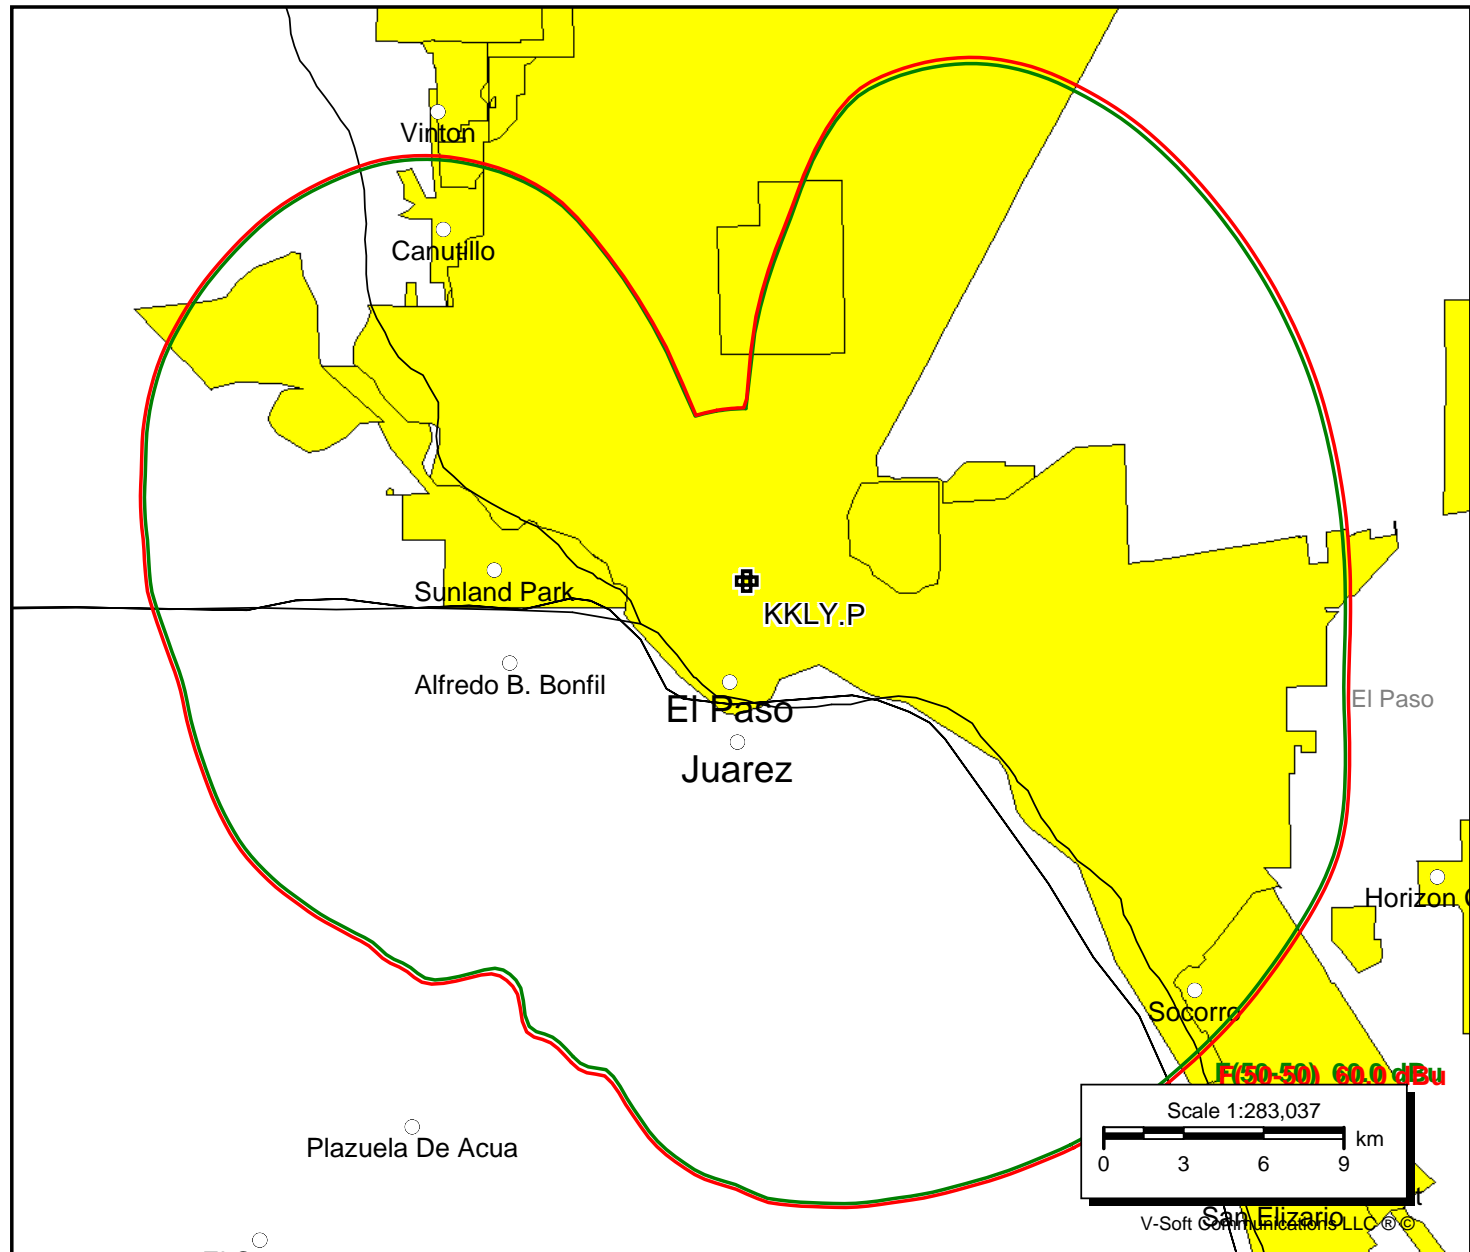 Vinton
Canutillo
Sunland Park
KKLY.P
Alfredo B. Bonfil
El Paso
El Paso
Juarez
Horizon
Socorro
F(50-50) 60.0 dBu
Scale 1:283,037
km
0 3 6 9
Plazuela De Acua
San Elizario
V-Soft Communications LLC ® ©